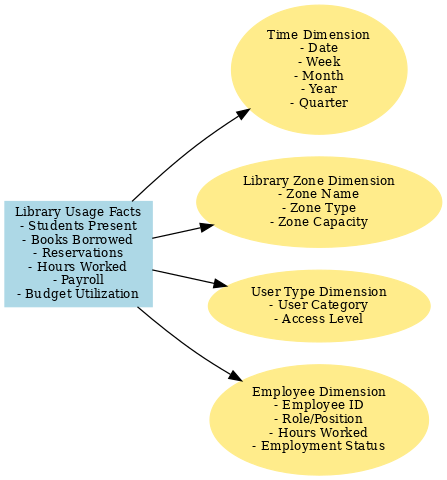 Library Usage Facts
- Students Present
- Books Borrowed
- Reservations
- Hours Worked
- Payroll
- Budget Utilization
Time Dimension
- Date
- Week
- Month
- Year
- Quarter
Library Zone Dimension
- Zone Name
- Zone Type
- Zone Capacity
User Type Dimension
- User Category
- Access Level
Employee Dimension
- Employee ID
- Role/Position
- Hours Worked
- Employment Status